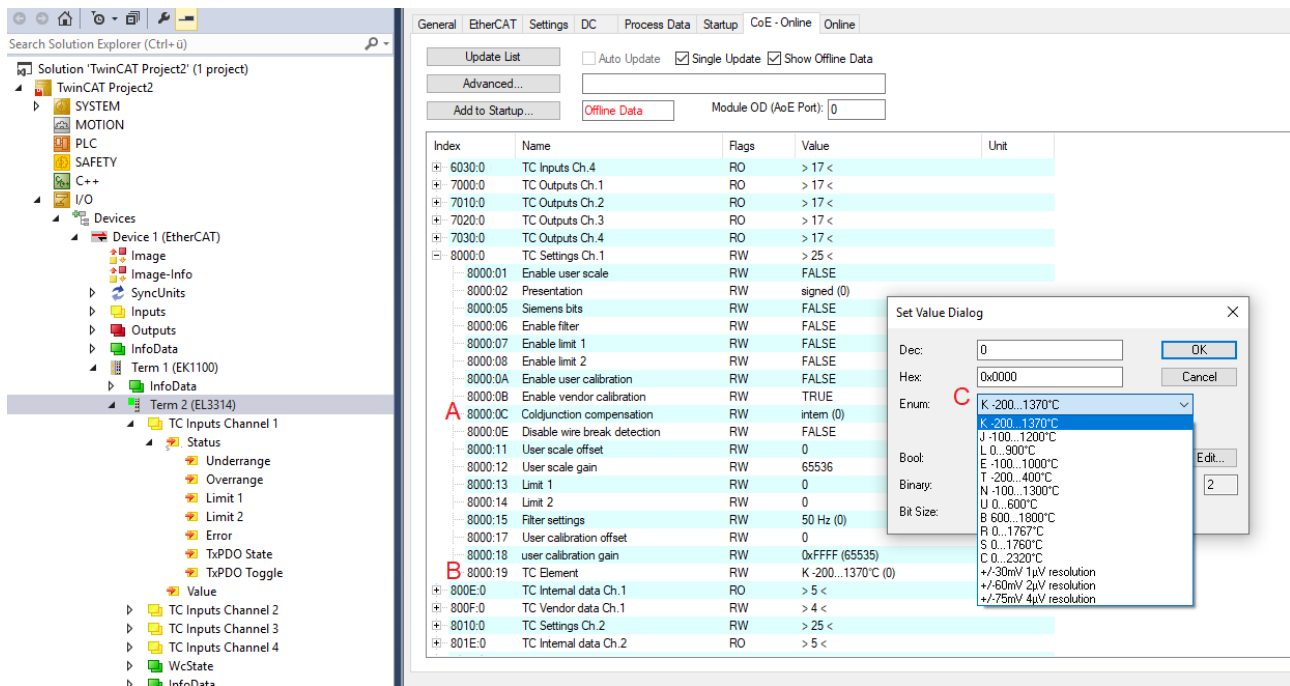 Search Solution Explorer (Ctrl+ü)
Solution 'TwinCAT Project2' (1 project)
TwinCAT Project2
SYSTEM
MOTION
PLC
SAFETY
C++
I/O
Devices
Device 1 (EtherCAT)
Image
Image-Info
SyncUnits
Inputs
Outputs
InfoData
Term 1 (EK1100)
InfoData
Term 2 (EL3314)
TC Inputs Channel 1
Status
Underrange
Overrange
Limit 1
Limit 2
Error
TxPDO State
TxPDO Toggle
Value
TC Inputs Channel 2
TC Inputs Channel 3
TC Inputs Channel 4
WcState
InfoData
General EtherCAT Settings DC Process Data Startup CoE - Online Online
Update List Auto Update Single Update Show Offline Data
Advanced...
Add to Startup... Offline Data Module OD (AoE Port): 0
Index Name Flags Value Unit
6030:0 TC Inputs Ch.4 RO > 17 <
7000:0 TC Outputs Ch.1 RO > 17 <
7010:0 TC Outputs Ch.2 RO > 17 <
7020:0 TC Outputs Ch.3 RO > 17 <
7030:0 TC Outputs Ch.4 RO > 17 <
8000:0 TC Settings Ch.1 RW > 25 <
8000:01 Enable user scale RW FALSE
8000:02 Presentation RW signed (0)
8000:05 Siemens bits RW FALSE
8000:06 Enable filter RW FALSE
8000:07 Enable limit 1 RW FALSE
8000:08 Enable limit 2 RW FALSE
8000:0A Enable user calibration RW FALSE
8000:0B Enable vendor calibration RW TRUE
A 8000:0C Coldjunction compensation RW intern (0)
8000:0E Disable wire break detection RW FALSE
8000:11 User scale offset RW 0
8000:12 User scale gain RW 65536
8000:13 Limit 1 RW 0
8000:14 Limit 2 RW 0
8000:15 Filter settings RW 50 Hz (0)
8000:17 User calibration offset RW 0
8000:18 user calibration gain RW 0xFFFF (65535)
B 8000:19 TC Element RW K -200...1370°C (0)
800E:0 TC Internal data Ch.1 RO > 5 <
800F:0 TC Vendor data Ch.1 RW > 4 <
8010:0 TC Settings Ch.2 RW > 25 <
801E:0 TC Internal data Ch.2 RO > 5 <
Set Value Dialog
Dec: 0 OK
Hex: 0x0000 Cancel
Enum: C K -200...1370°C
K -200...1370°C
J -100...1200°C
L 0...900°C
E -100...1000°C
T -200...400°C
N -100...1300°C
U 0...600°C
B 600...1800°C
R 0...1767°C
S 0...1760°C
C 0...2320°C
+/-30mV 1µV resolution
+/-60mV 2µV resolution
+/-75mV 4µV resolution
Bool: Edit...
Binary: 2
Bit Size: